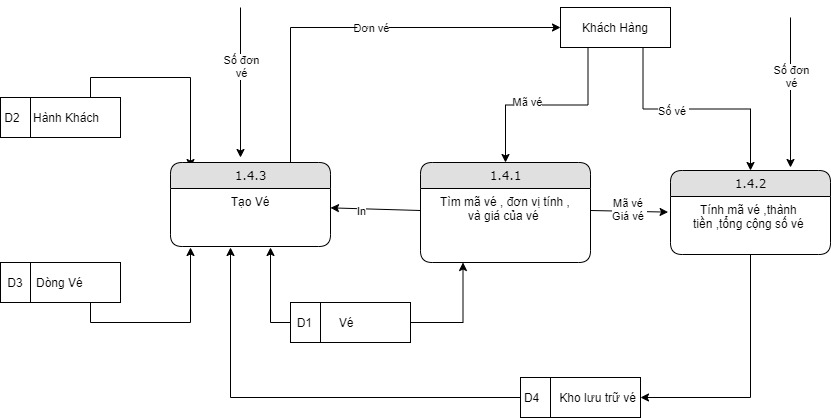 Đơn vé
Khách Hàng
Số đơn
vé
Số đơn
vé
Mã vé
Số vé
D2
Hành Khách
1.4.3
Tạo Vé
1.4.1
Tìm mã vé , đơn vị tính ,
và giá của vé
1.4.2
Tính mã vé ,thành
tiền ,tổng cộng số vé
In
Mã vé
Giá vé
D3
Dòng Vé
D1
Vé
D4
Kho lưu trữ vé